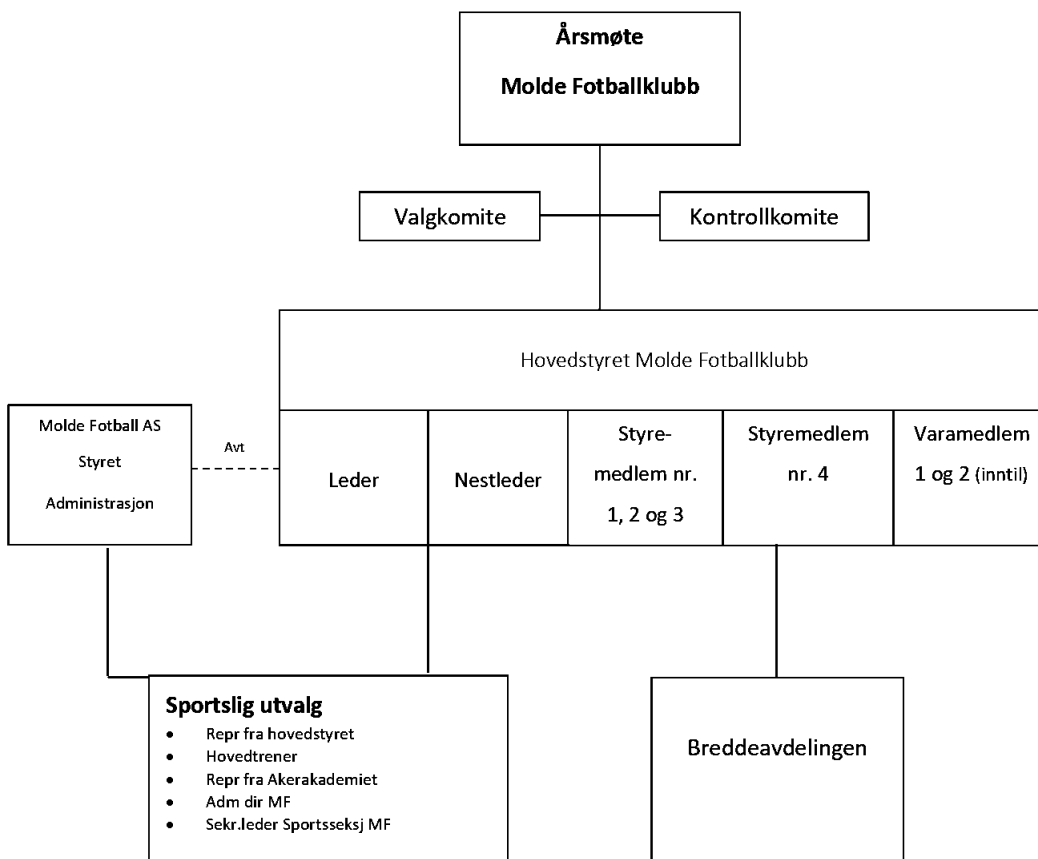 Årsmøte
Molde Fotballklubb
Valgkomite
Kontrollkomite
Hovedstyret Molde Fotballklubb
Molde Fotball AS
Styret
Administrasjon
Avt
Leder
Nestleder
Styre-
medlem nr.
1, 2 og 3
Styremedlem
nr. 4
Varamedlem
1 og 2 (inntil)
Sportslig utvalg
• Repr fra hovedstyret
• Hovedtrener
• Repr fra Akerakademiet
• Adm dir MF
• Sekr.leder Sportsseksj MF
Breddeavdelingen